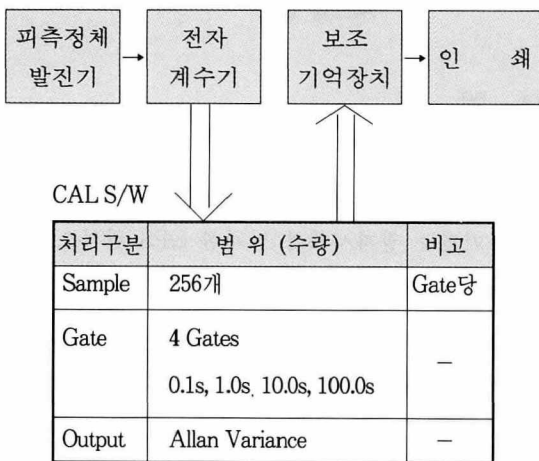 피측정체
발진기
전자
계수기
보조
기억장치
인 쇄
CAL S/W
처리구분 범 위 (수량) 비고
Sample 256개 Gate당
Gate 4 Gates –
0.1s, 1.0s, 10.0s, 100.0s
Output Allan Variance –